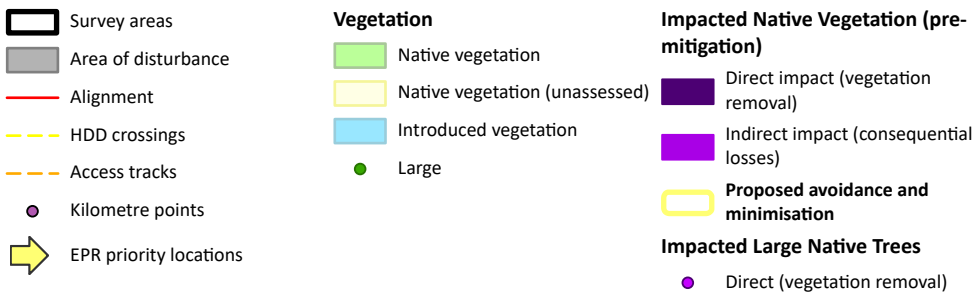 Survey areas
Area of disturbance
Alignment
HDD crossings
Access tracks
Kilometre points
EPR priority locations
Vegetation
Native vegetation
Native vegetation (unassessed)
Introduced vegetation
Large
Impacted Native Vegetation (pre-
mitigation)
Direct impact (vegetation
removal)
Indirect impact (consequential
losses)
Proposed avoidance and
minimisation
Impacted Large Native Trees
Direct (vegetation removal)